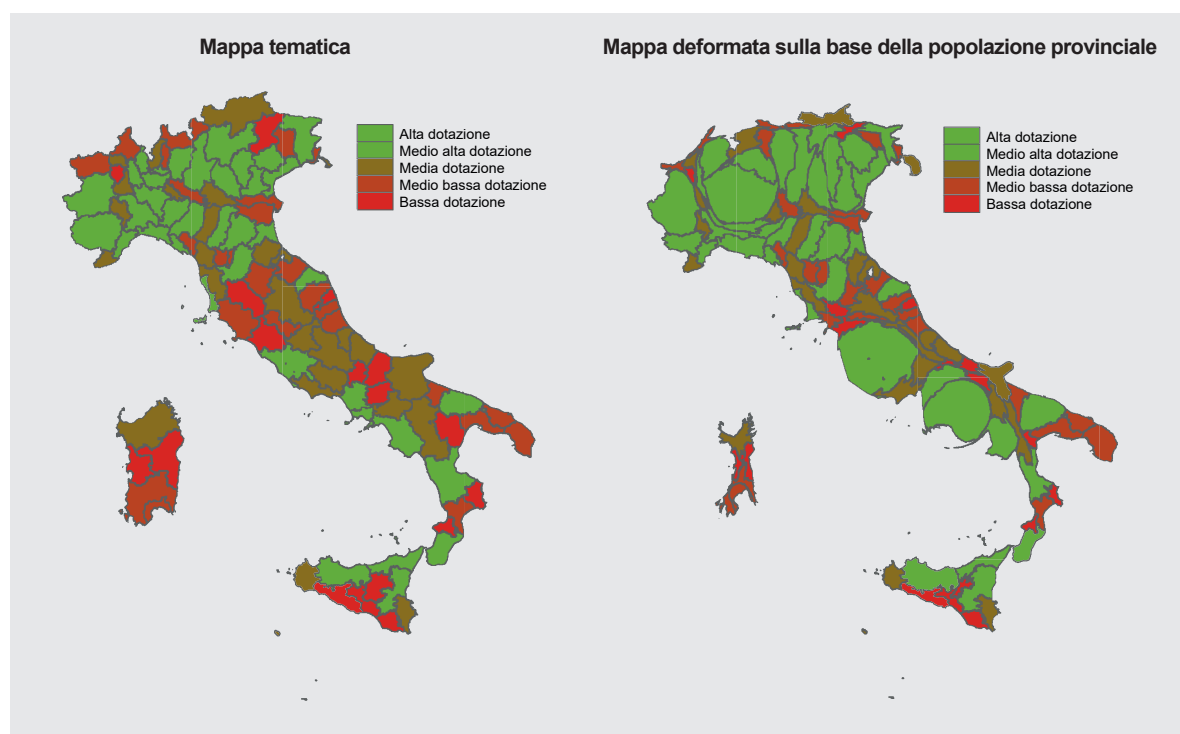 Mappa tematica
Mappa deformata sulla base della popolazione provinciale
Alta dotazione
Medio alta dotazione
Media dotazione
Medio bassa dotazione
Bassa dotazione
Alta dotazione
Medio alta dotazione
Media dotazione
Medio bassa dotazione
Bassa dotazione